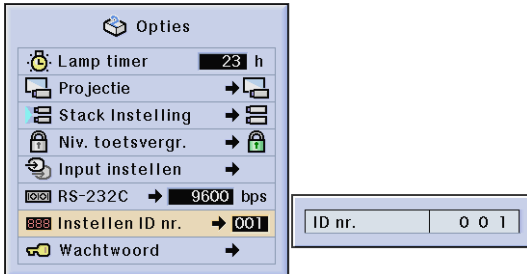 Opties
Lamp timer 23 h
Projectie
Stack Instelling
Niv. toetsvergr.
Input instellen
RS-232C 9600 bps
888 Instellen ID nr. 001
Wachtwoord
ID nr. 0 0 1